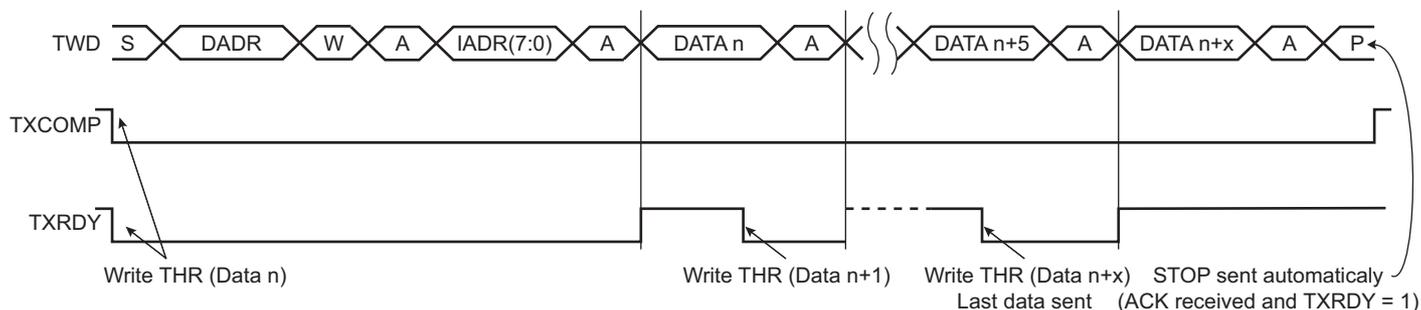 TWD S DADR W A IADR(7:0) A DATA n A DATA n+5 A DATA n+x A P
TXCOMP
TXRDY
Write THR (Data n) Write THR (Data n+1) Write THR (Data n+x) STOP sent automaticaly
Last data sent (ACK received and TXRDY = 1)